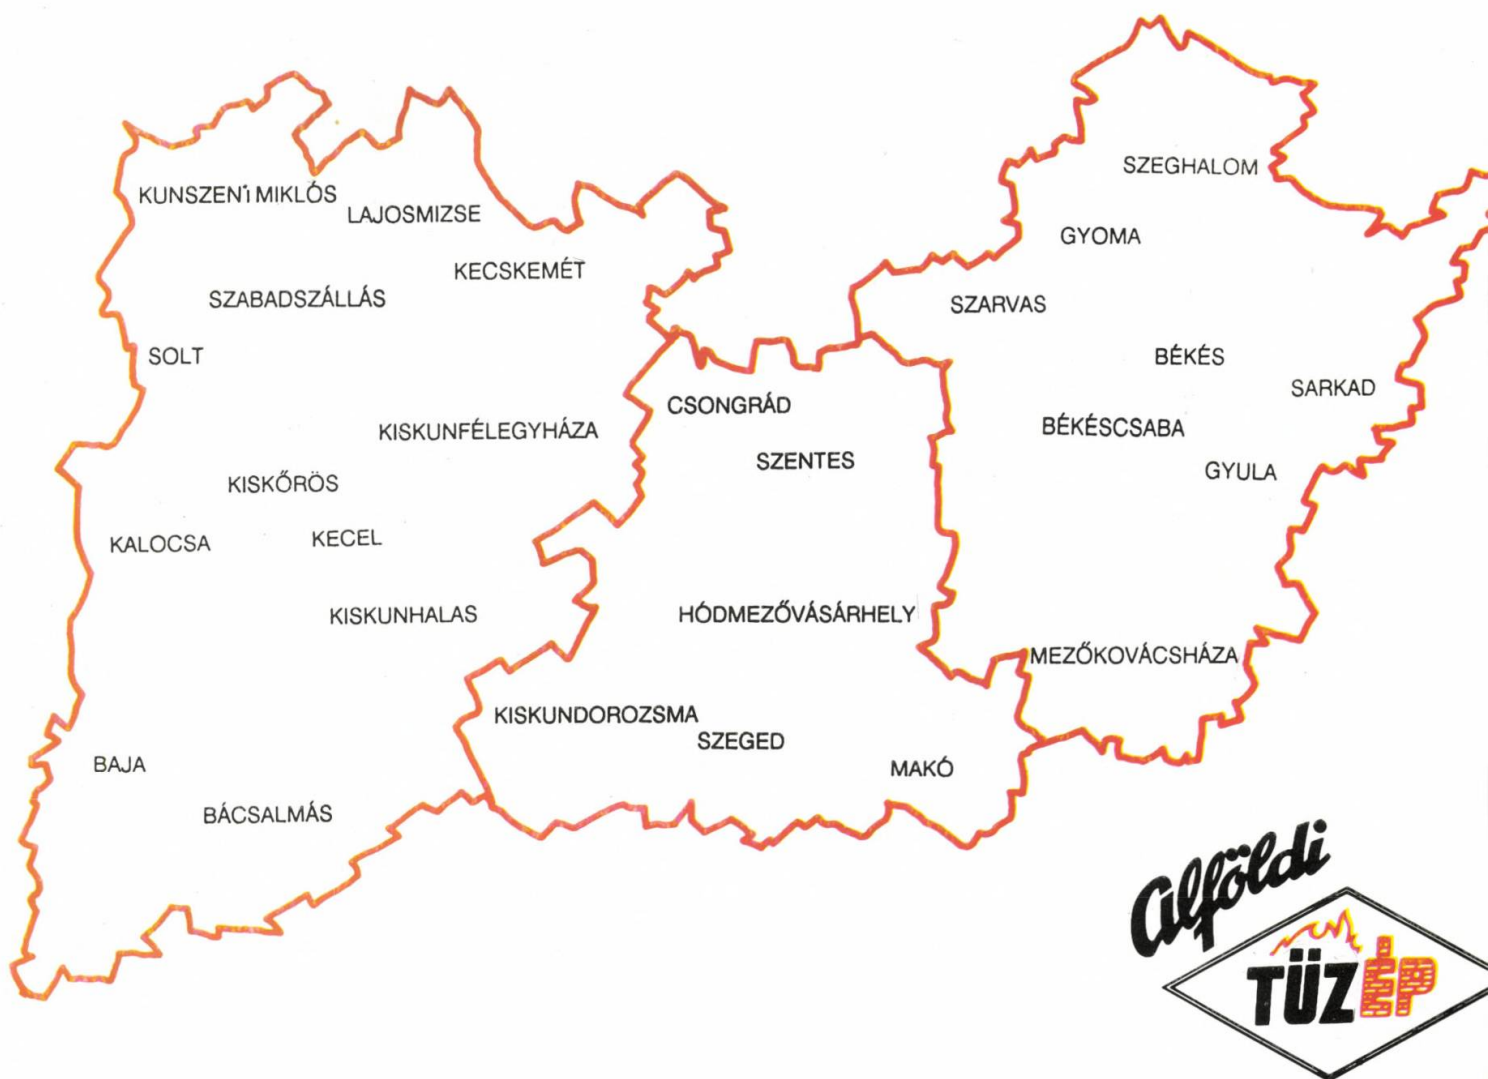 KUNSZENTMIKLÓS
LAJOSMIZSE
KECSKEMÉT
SZABADSZÁLLÁS
SOLT
KISKUNFÉLEGYHÁZA
KISKŐRÖS
KALOCSA
KECEL
KISKUNHALAS
BAJA
BÁCSALMÁS
CSONGRÁD
SZENTES
HÓDMEZŐVÁSÁRHELY
KISKUNDOROZSMA
SZEGED
MAKÓ
SZEGHALOM
GYOMA
SZARVAS
BÉKÉS
SARKAD
BÉKÉSCSABA
GYULA
MEZŐKOVÁCSHÁZA
Alföldi
TÜZÉP